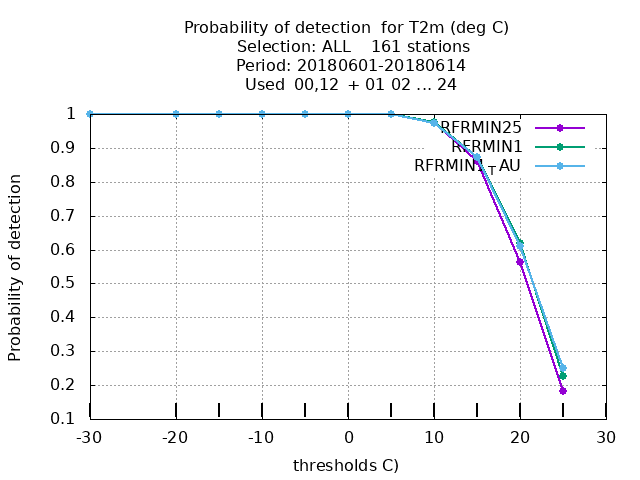 Probability of detection  for T2m (deg C)
Selection: ALL    161 stations
Period: 20180601-20180614
Used  00,12  + 01 02 ... 24
1
0.9
0.8
0.7
0.6
0.5
0.4
0.3
0.2
0.1
Probability of detection
RFRMIN25
RFRMIN1
RFRMIN1TAU
-30
-20
-10
0
10
20
30
thresholds C)